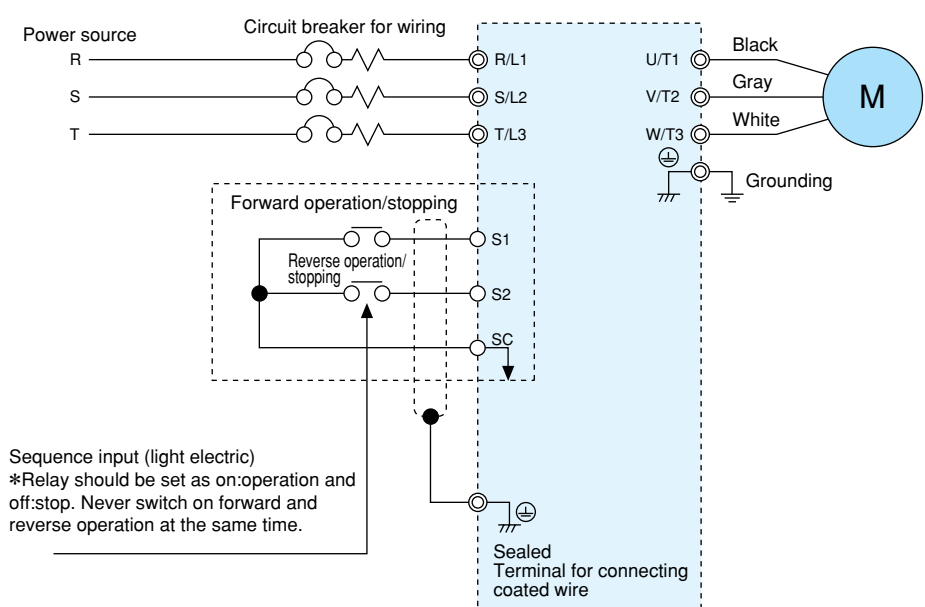 Power source
Circuit breaker for wiring
R
S
T
R/L1
S/L2
T/L3
U/T1
V/T2
W/T3
Black
Gray
White
M
Grounding
Forward operation/stopping
S1
Reverse operation/
stopping
S2
SC
Sequence input (light electric)
*Relay should be set as on:operation and
off:stop. Never switch on forward and
reverse operation at the same time.
Sealed
Terminal for connecting
coated wire